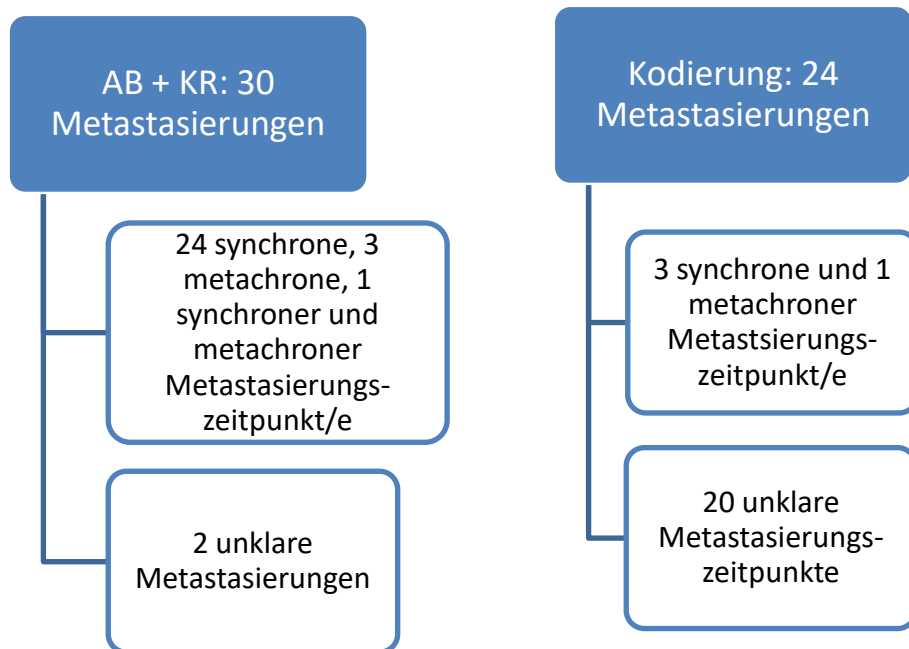 AB + KR: 30
Metastasierungen
24 synchrone, 3
metachrone, 1
synchroner und
metachroner
Metastasierungs-
zeitpunkt/e
2 unklare
Metastasierungen
Kodierung: 24
Metastasierungen
3 synchrone und 1
metachroner
Metastsierungs-
zeitpunkt/e
20 unklare
Metastasierungs-
zeitpunkte